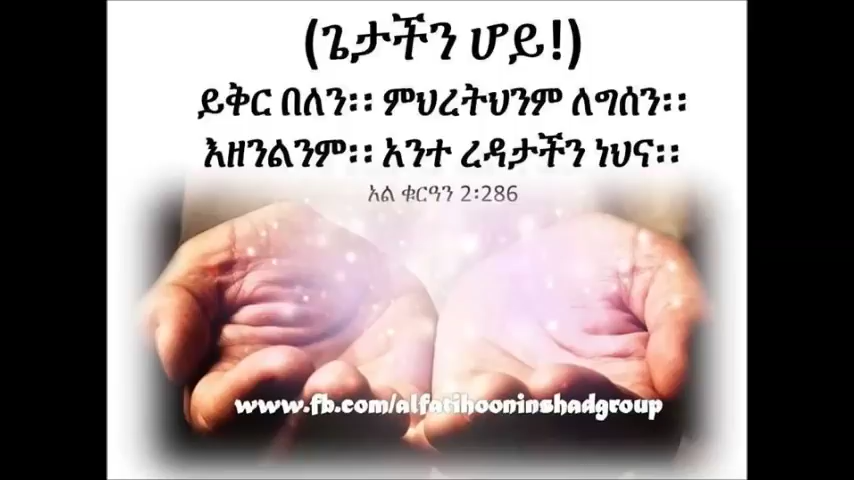 (ጌታችን ሆይ!)
ይቅር በለን፡፡ ምህረትህንም ለግሰን፡፡
እዘንልንም፡፡ አንተ ረዳታችን ነህና፡፡
አል ቁርዓን 2፡286
www.fb.com/alfatihooninshadgroup